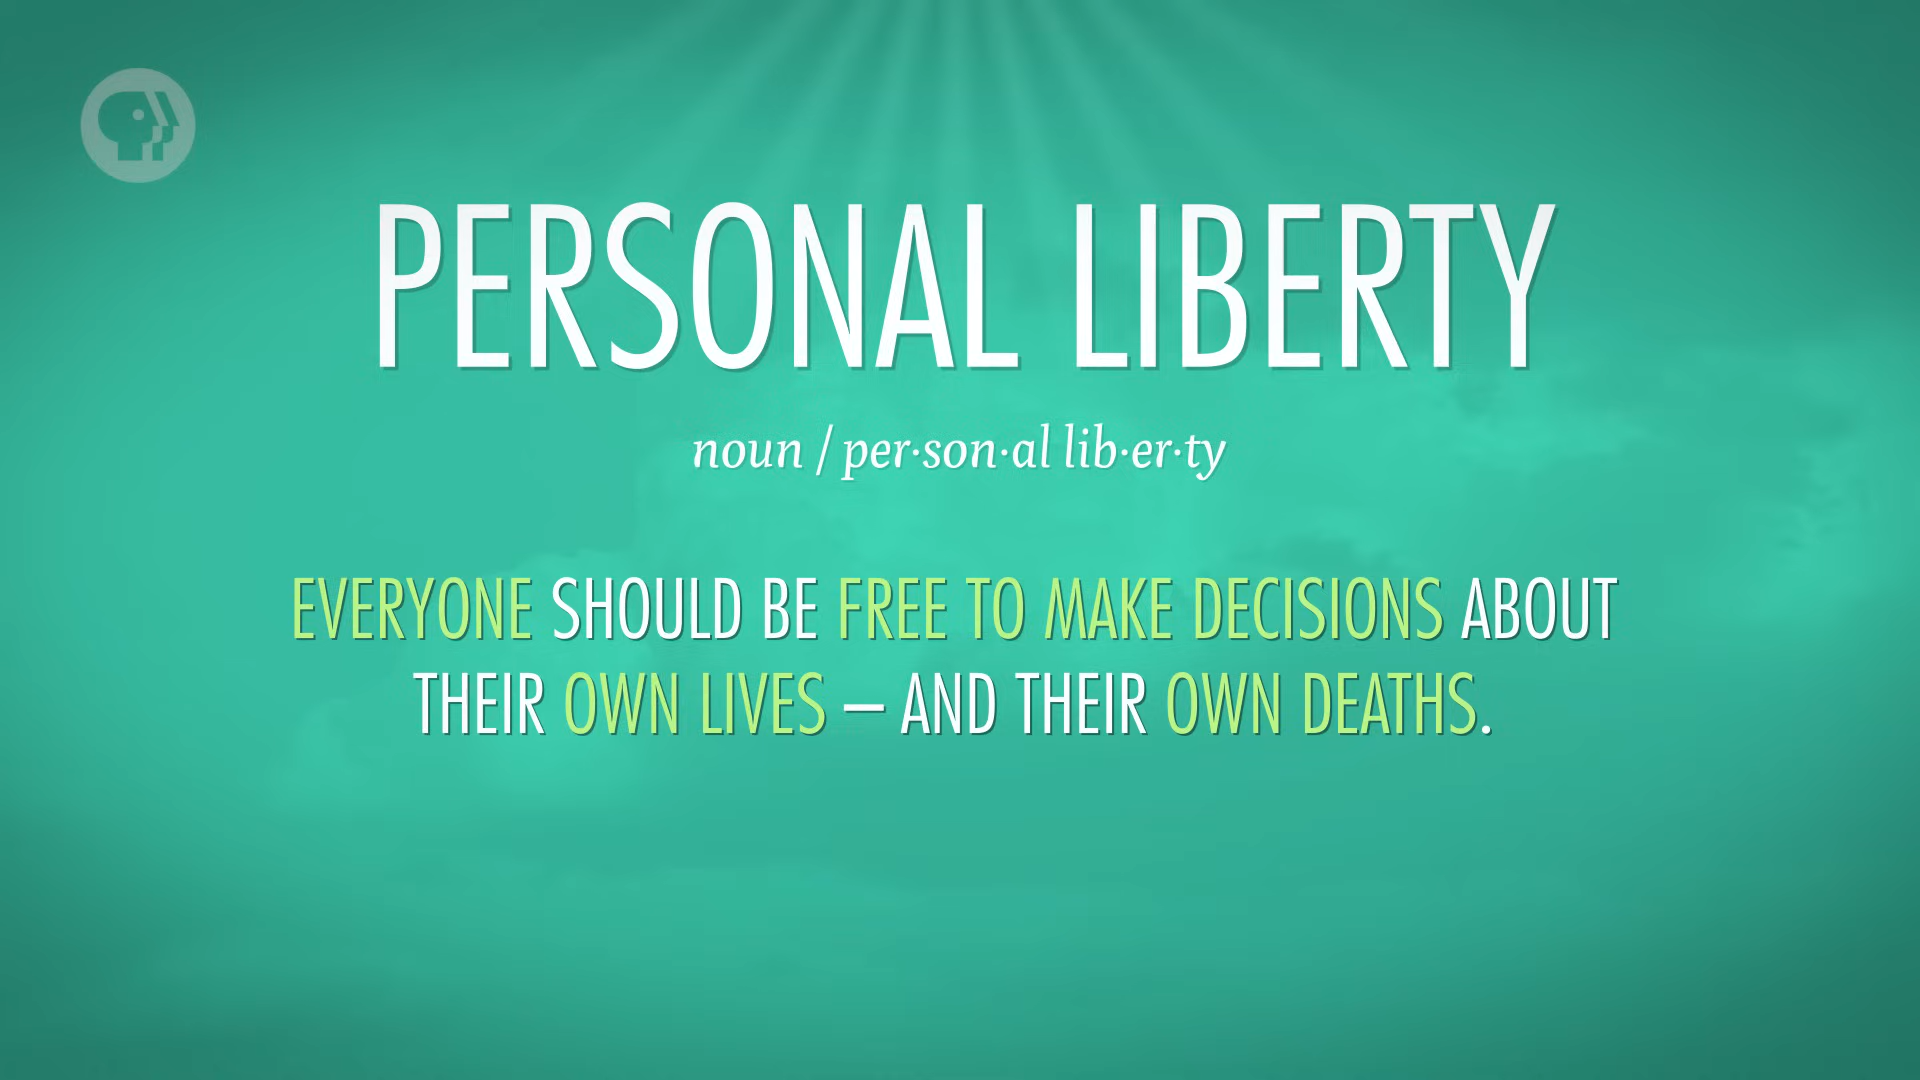 PERSONAL LIBERTY
noun / per·son·al lib·er·ty
EVERYONE SHOULD BE FREE TO MAKE DECISIONS ABOUT
THEIR OWN LIVES – AND THEIR OWN DEATHS.